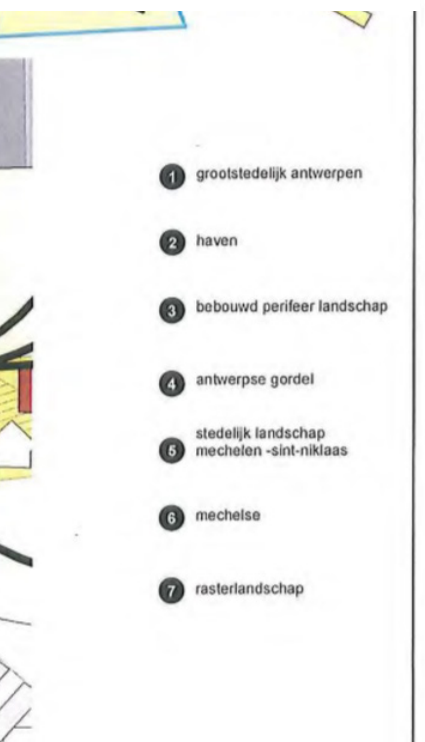 1 grootstedelijk antwerpen
2 haven
3 bebouwd perifeer landschap
4 antwerpse gordel
stedelijk landschap
5 mechelen -sint-niklaas
6 mechelse
7 rasterlandschap